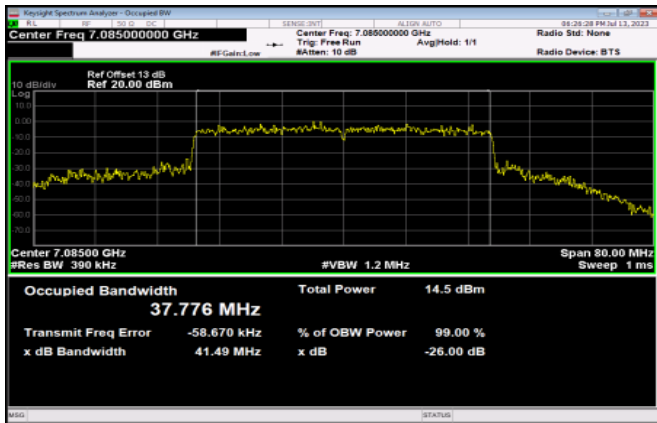 Keysight Spectrum Analyzer - Occupied BW
RL RF 50 Ω DC SENSE:INT ALIGN AUTO 06:26:28 PM Jul 13, 2023
Center Freq 7.085000000 GHz Center Freq: 7.085000000 GHz Radio Std: None
Trig: Free Run Avg|Hold: 1/1
#IFGain:Low #Atten: 10 dB Radio Device: BTS
Ref Offset 13 dB
10 dB/div Ref 20.00 dBm
Log
10.0
0.00
10.0
20.0
30.0
40.0
50.0
60.0
70.0
Center 7.08500 GHz Span 80.00 MHz
#Res BW 390 kHz #VBW 1.2 MHz Sweep 1 ms
Occupied Bandwidth Total Power 14.5 dBm
37.776 MHz
Transmit Freq Error -58.670 kHz % of OBW Power 99.00 %
x dB Bandwidth 41.49 MHz x dB -26.00 dB
MSG STATUS